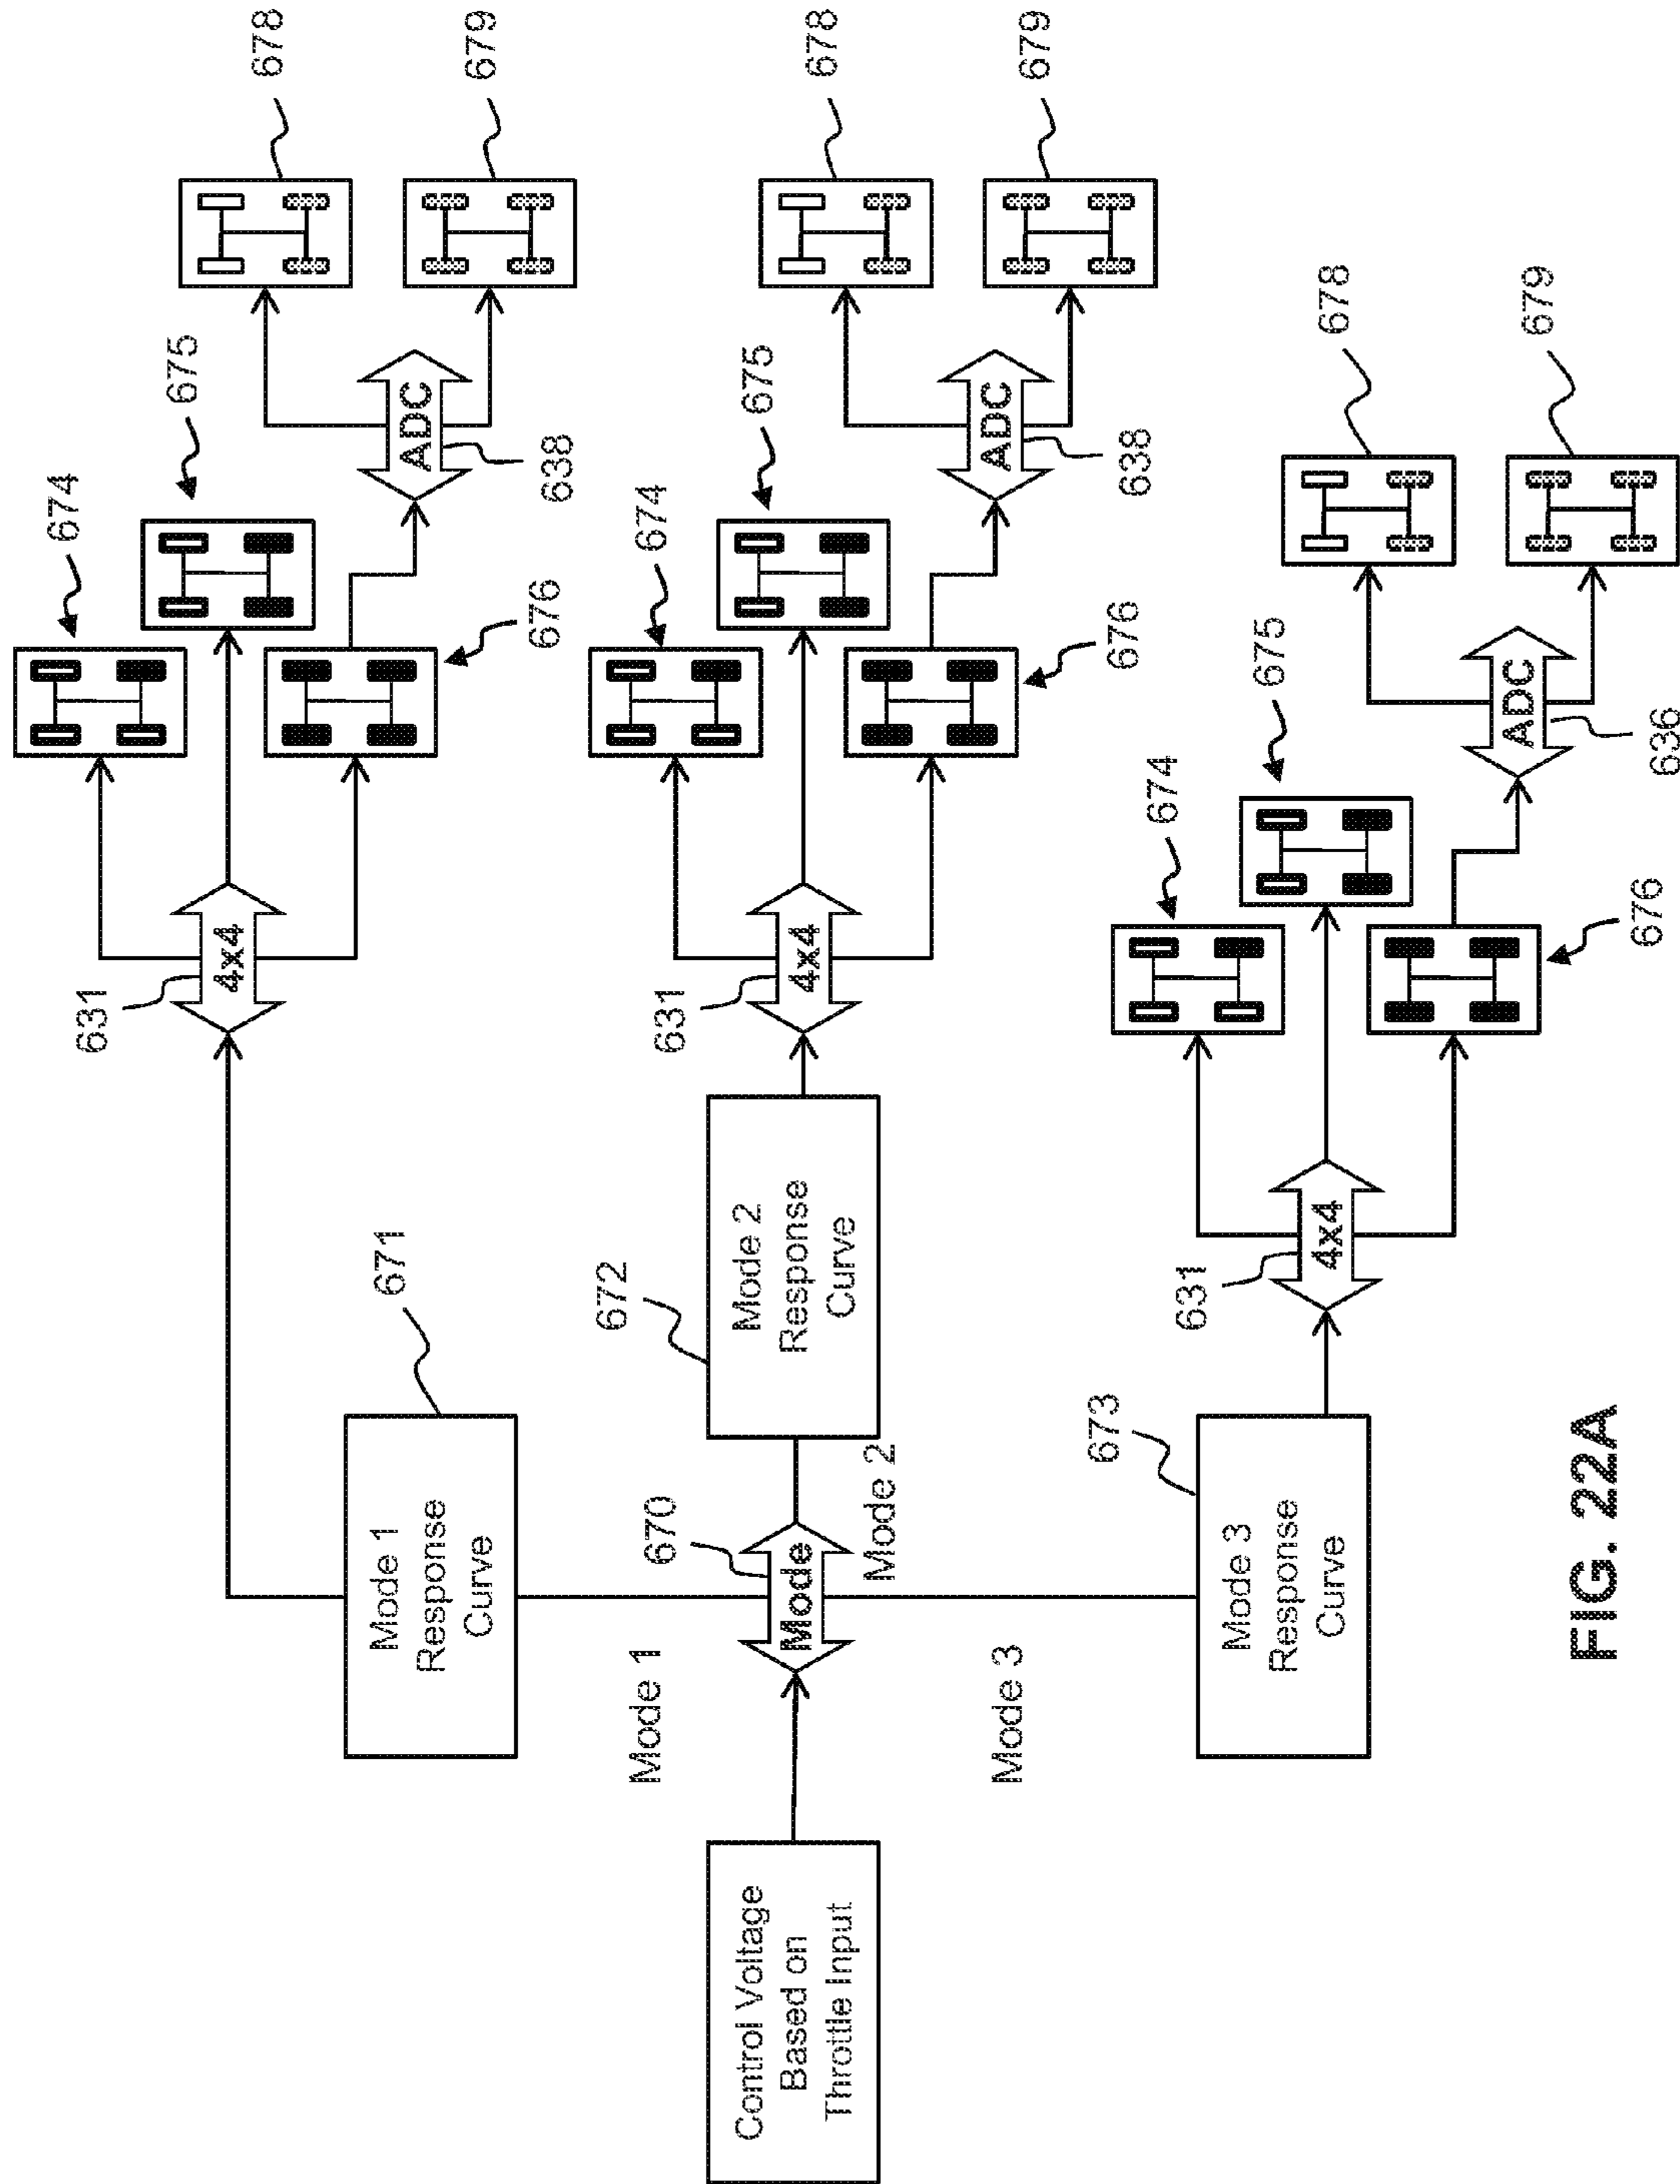 Control Voltage
Based on
Throttle Input
Mode
670
Mode 1
Mode 2
Mode 3
Mode 1
Response
Curve
671
4x4
631
674
675
676
ADC
638
678
679
Mode 2
Response
Curve
672
4x4
631
674
675
676
ADC
638
678
679
Mode 3
Response
Curve
673
4x4
631
674
675
676
ADC
636
678
679
FIG. 22A